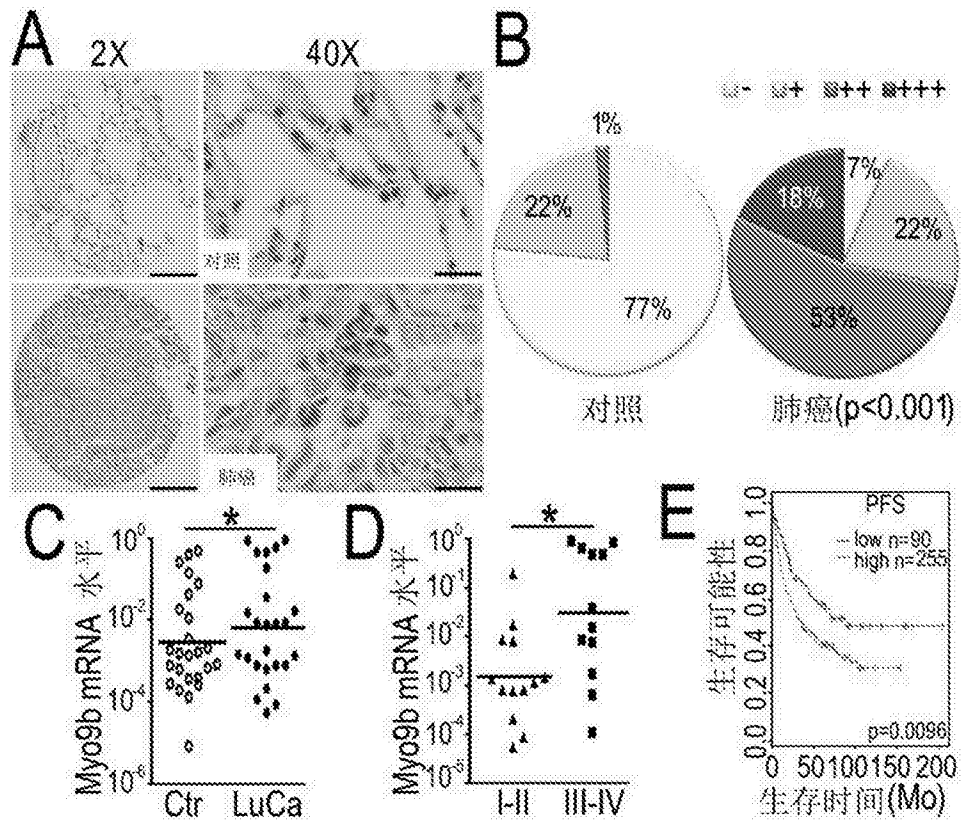 A
2X 40X
对照
肺癌
B
- + ++ +++
1%
22%
77%
对照
7%
18%
22%
53%
肺癌(p<0.001)
C
Myo9b mRNA 水平
*
10⁰
10⁻²
10⁻⁴
10⁻⁶
Ctr LuCa
D
Myo9b mRNA 水平
*
10⁰
10⁻¹
10⁻²
10⁻³
10⁻⁴
10⁻⁵
I-II III-IV
E
生存可能性
PFS
low n=90
high n=255
1.0
0.8
0.6
0.4
0.2
0.0
p=0.0096
0 50 100 150 200
生存时间(Mo)